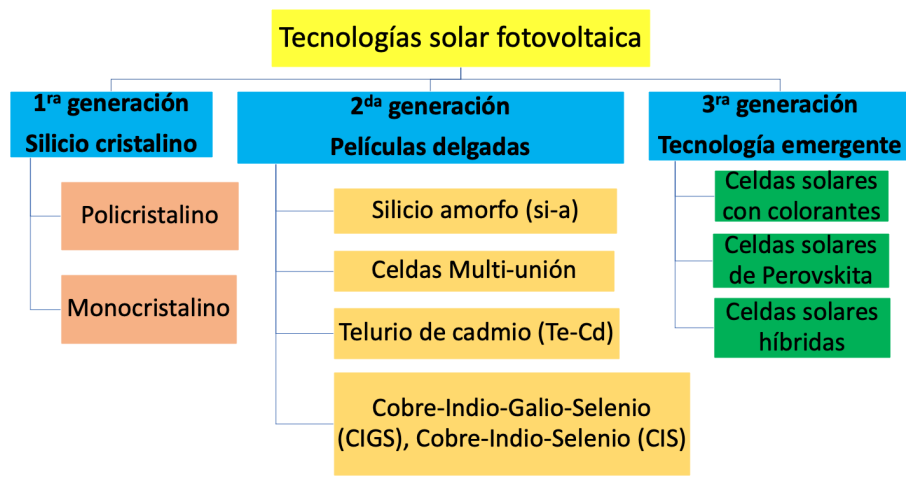 Tecnologías solar fotovoltaica
1ra generación
Silicio cristalino
Policristalino
Monocristalino
2da generación
Películas delgadas
Silicio amorfo (si-a)
Celdas Multi-unión
Telurio de cadmio (Te-Cd)
Cobre-Indio-Galio-Selenio
(CIGS), Cobre-Indio-Selenio (CIS)
3ra generación
Tecnología emergente
Celdas solares
con colorantes
Celdas solares
de Perovskita
Celdas solares
híbridas